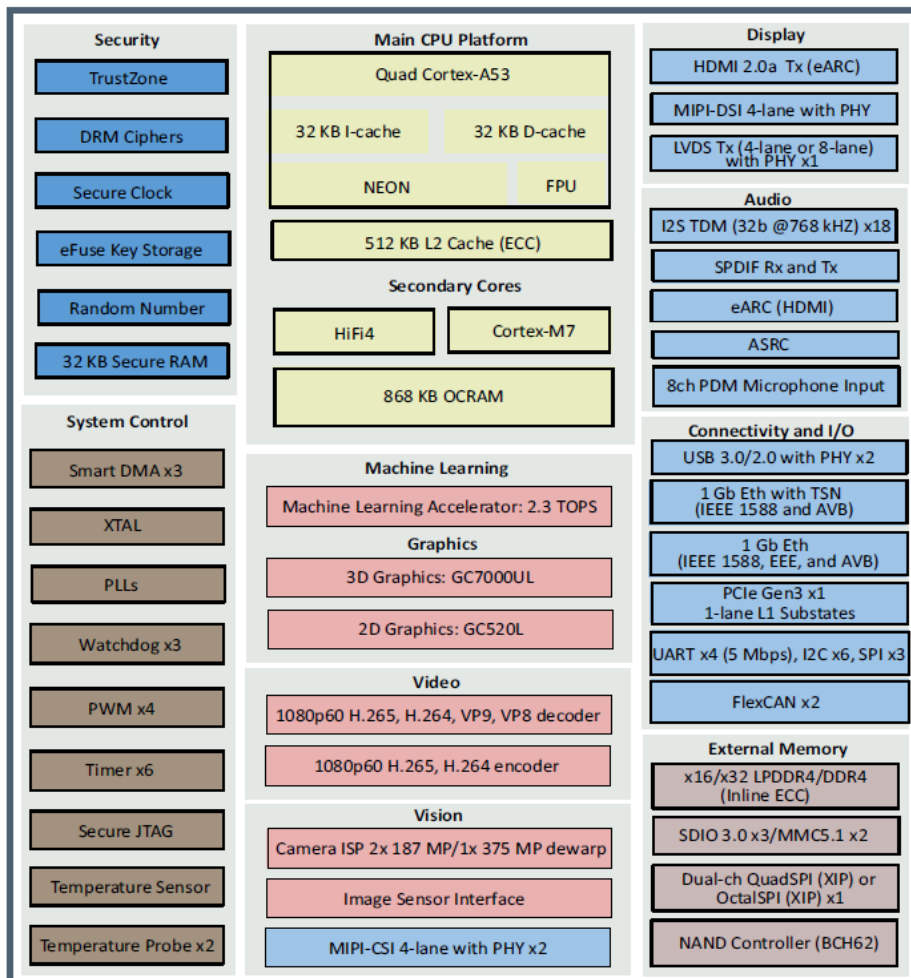 Security
TrustZone
DRM Ciphers
Secure Clock
eFuse Key Storage
Random Number
32 KB Secure RAM
System Control
Smart DMA x3
XTAL
PLLs
Watchdog x3
PWM x4
Timer x6
Secure JTAG
Temperature Sensor
Temperature Probe x2
Main CPU Platform
Quad Cortex-A53
32 KB I-cache
32 KB D-cache
NEON
FPU
512 KB L2 Cache (ECC)
Secondary Cores
HiFi4
Cortex-M7
868 KB OCRAM
Machine Learning
Machine Learning Accelerator: 2.3 TOPS
Graphics
3D Graphics: GC7000UL
2D Graphics: GC520L
Video
1080p60 H.265, H.264, VP9, VP8 decoder
1080p60 H.265, H.264 encoder
Vision
Camera ISP 2x 187 MP/1x 375 MP dewarp
Image Sensor Interface
MIPI-CSI 4-lane with PHY x2
Display
HDMI 2.0a Tx (eARC)
MIPI-DSI 4-lane with PHY
LVDS Tx (4-lane or 8-lane)
with PHY x1
Audio
I2S TDM (32b @768 kHZ) x18
SPDIF Rx and Tx
eARC (HDMI)
ASRC
8ch PDM Microphone Input
Connectivity and I/O
USB 3.0/2.0 with PHY x2
1 Gb Eth with TSN
(IEEE 1588 and AVB)
1 Gb Eth
(IEEE 1588, EEE, and AVB)
PCIe Gen3 x1
1-lane L1 Substates
UART x4 (5 Mbps), I2C x6, SPI x3
FlexCAN x2
External Memory
x16/x32 LPDDR4/DDR4
(Inline ECC)
SDIO 3.0 x3/MMC5.1 x2
Dual-ch QuadSPI (XIP) or
OctalSPI (XIP) x1
NAND Controller (BCH62)